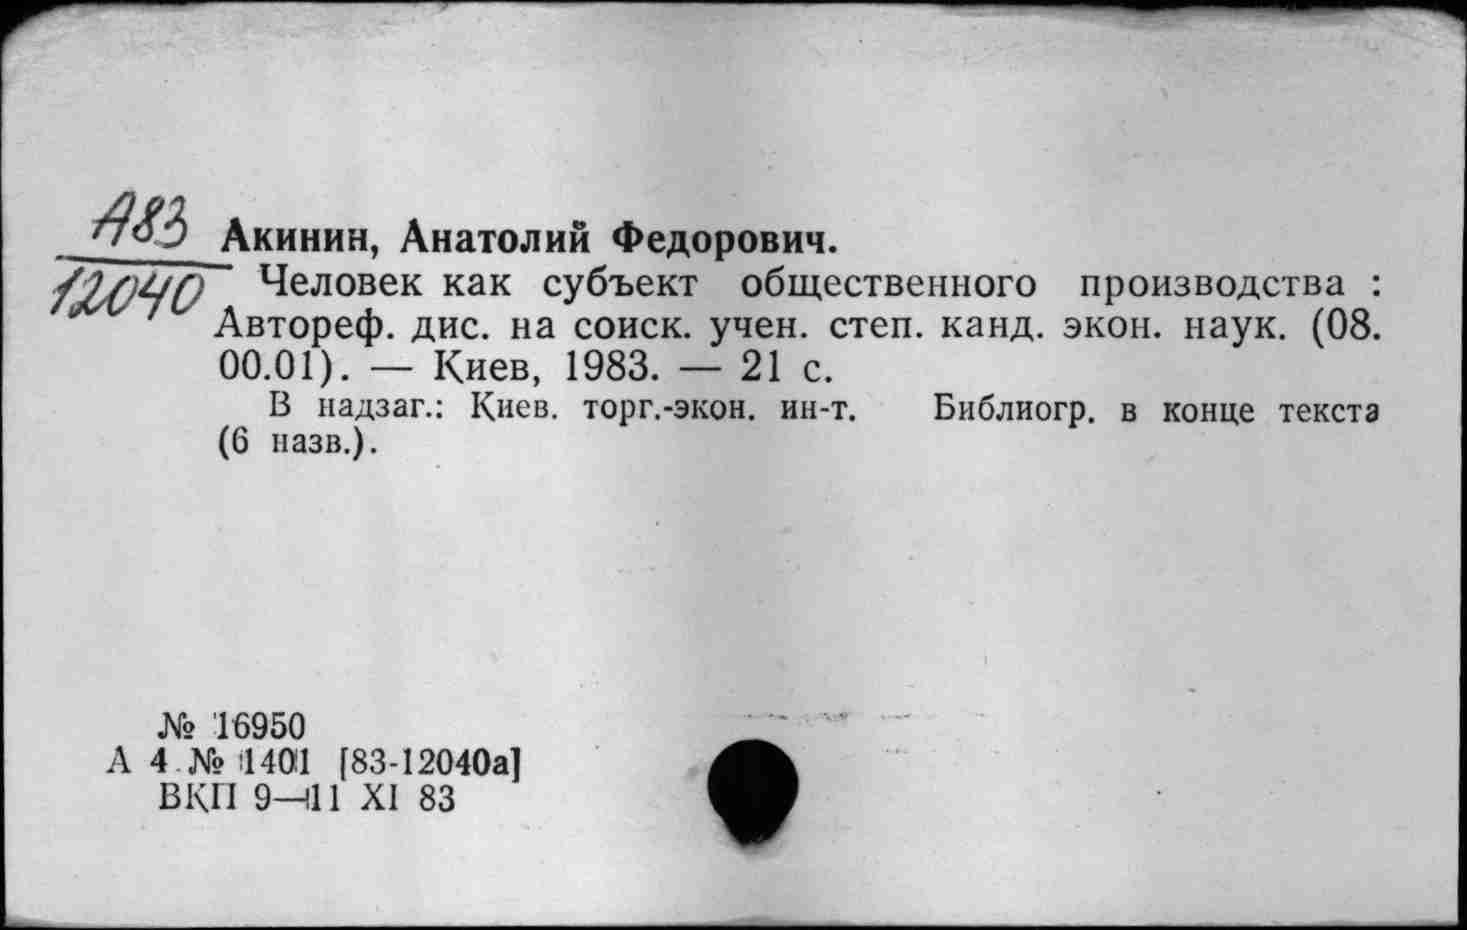 А83
12040
Акинин, Анатолий Федорович.
Человек как субъект общественного производства :
Автореф. дис. на соиск. учен. степ. канд. экон. наук. (08.
00.01). — Киев, 1983. — 21 с.
В надзаг.: Киев. торг.-экон. ин-т. Библиогр. в конце текста
(6 назв.).
№ 16950
А 4 № 1401 [83-12040а]
ВКП 9—11 XI 83